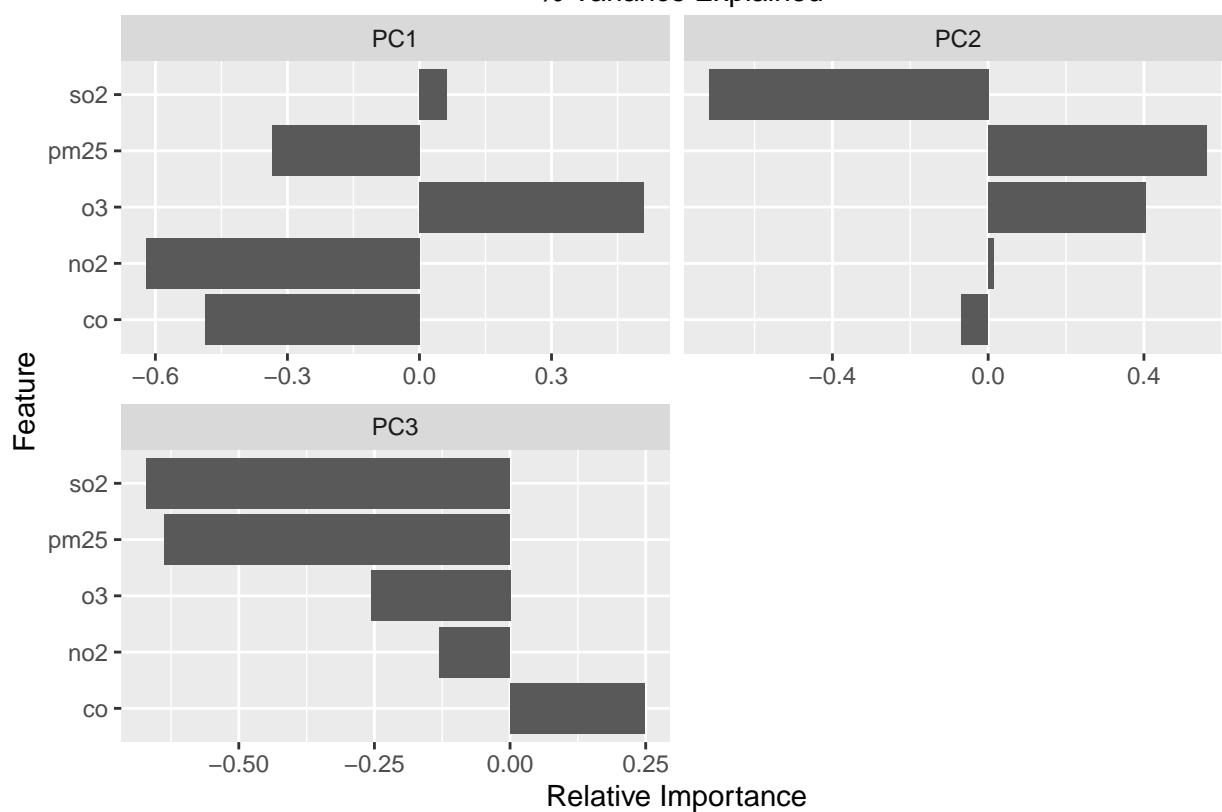 % Variance Explained
PC1
PC2
so2
pm25
o3
no2
co
−0.6 −0.3 0.0 0.3
−0.4 0.0 0.4
PC3
so2
pm25
o3
no2
co
−0.50 −0.25 0.00 0.25
Feature
Relative Importance